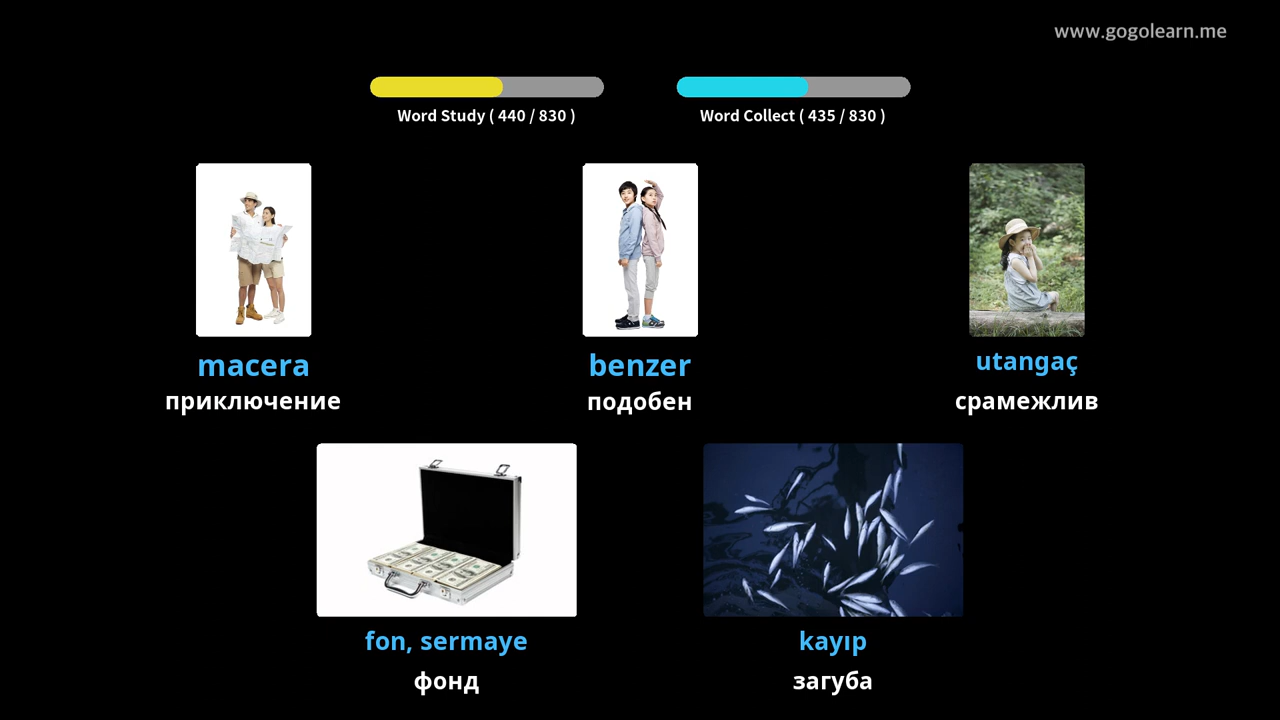 www.gogolearn.me
Word Study ( 440 / 830 )
Word Collect ( 435 / 830 )
macera
приключение
benzer
подобен
utangaç
срамежлив
fon, sermaye
фонд
kayıp
загуба